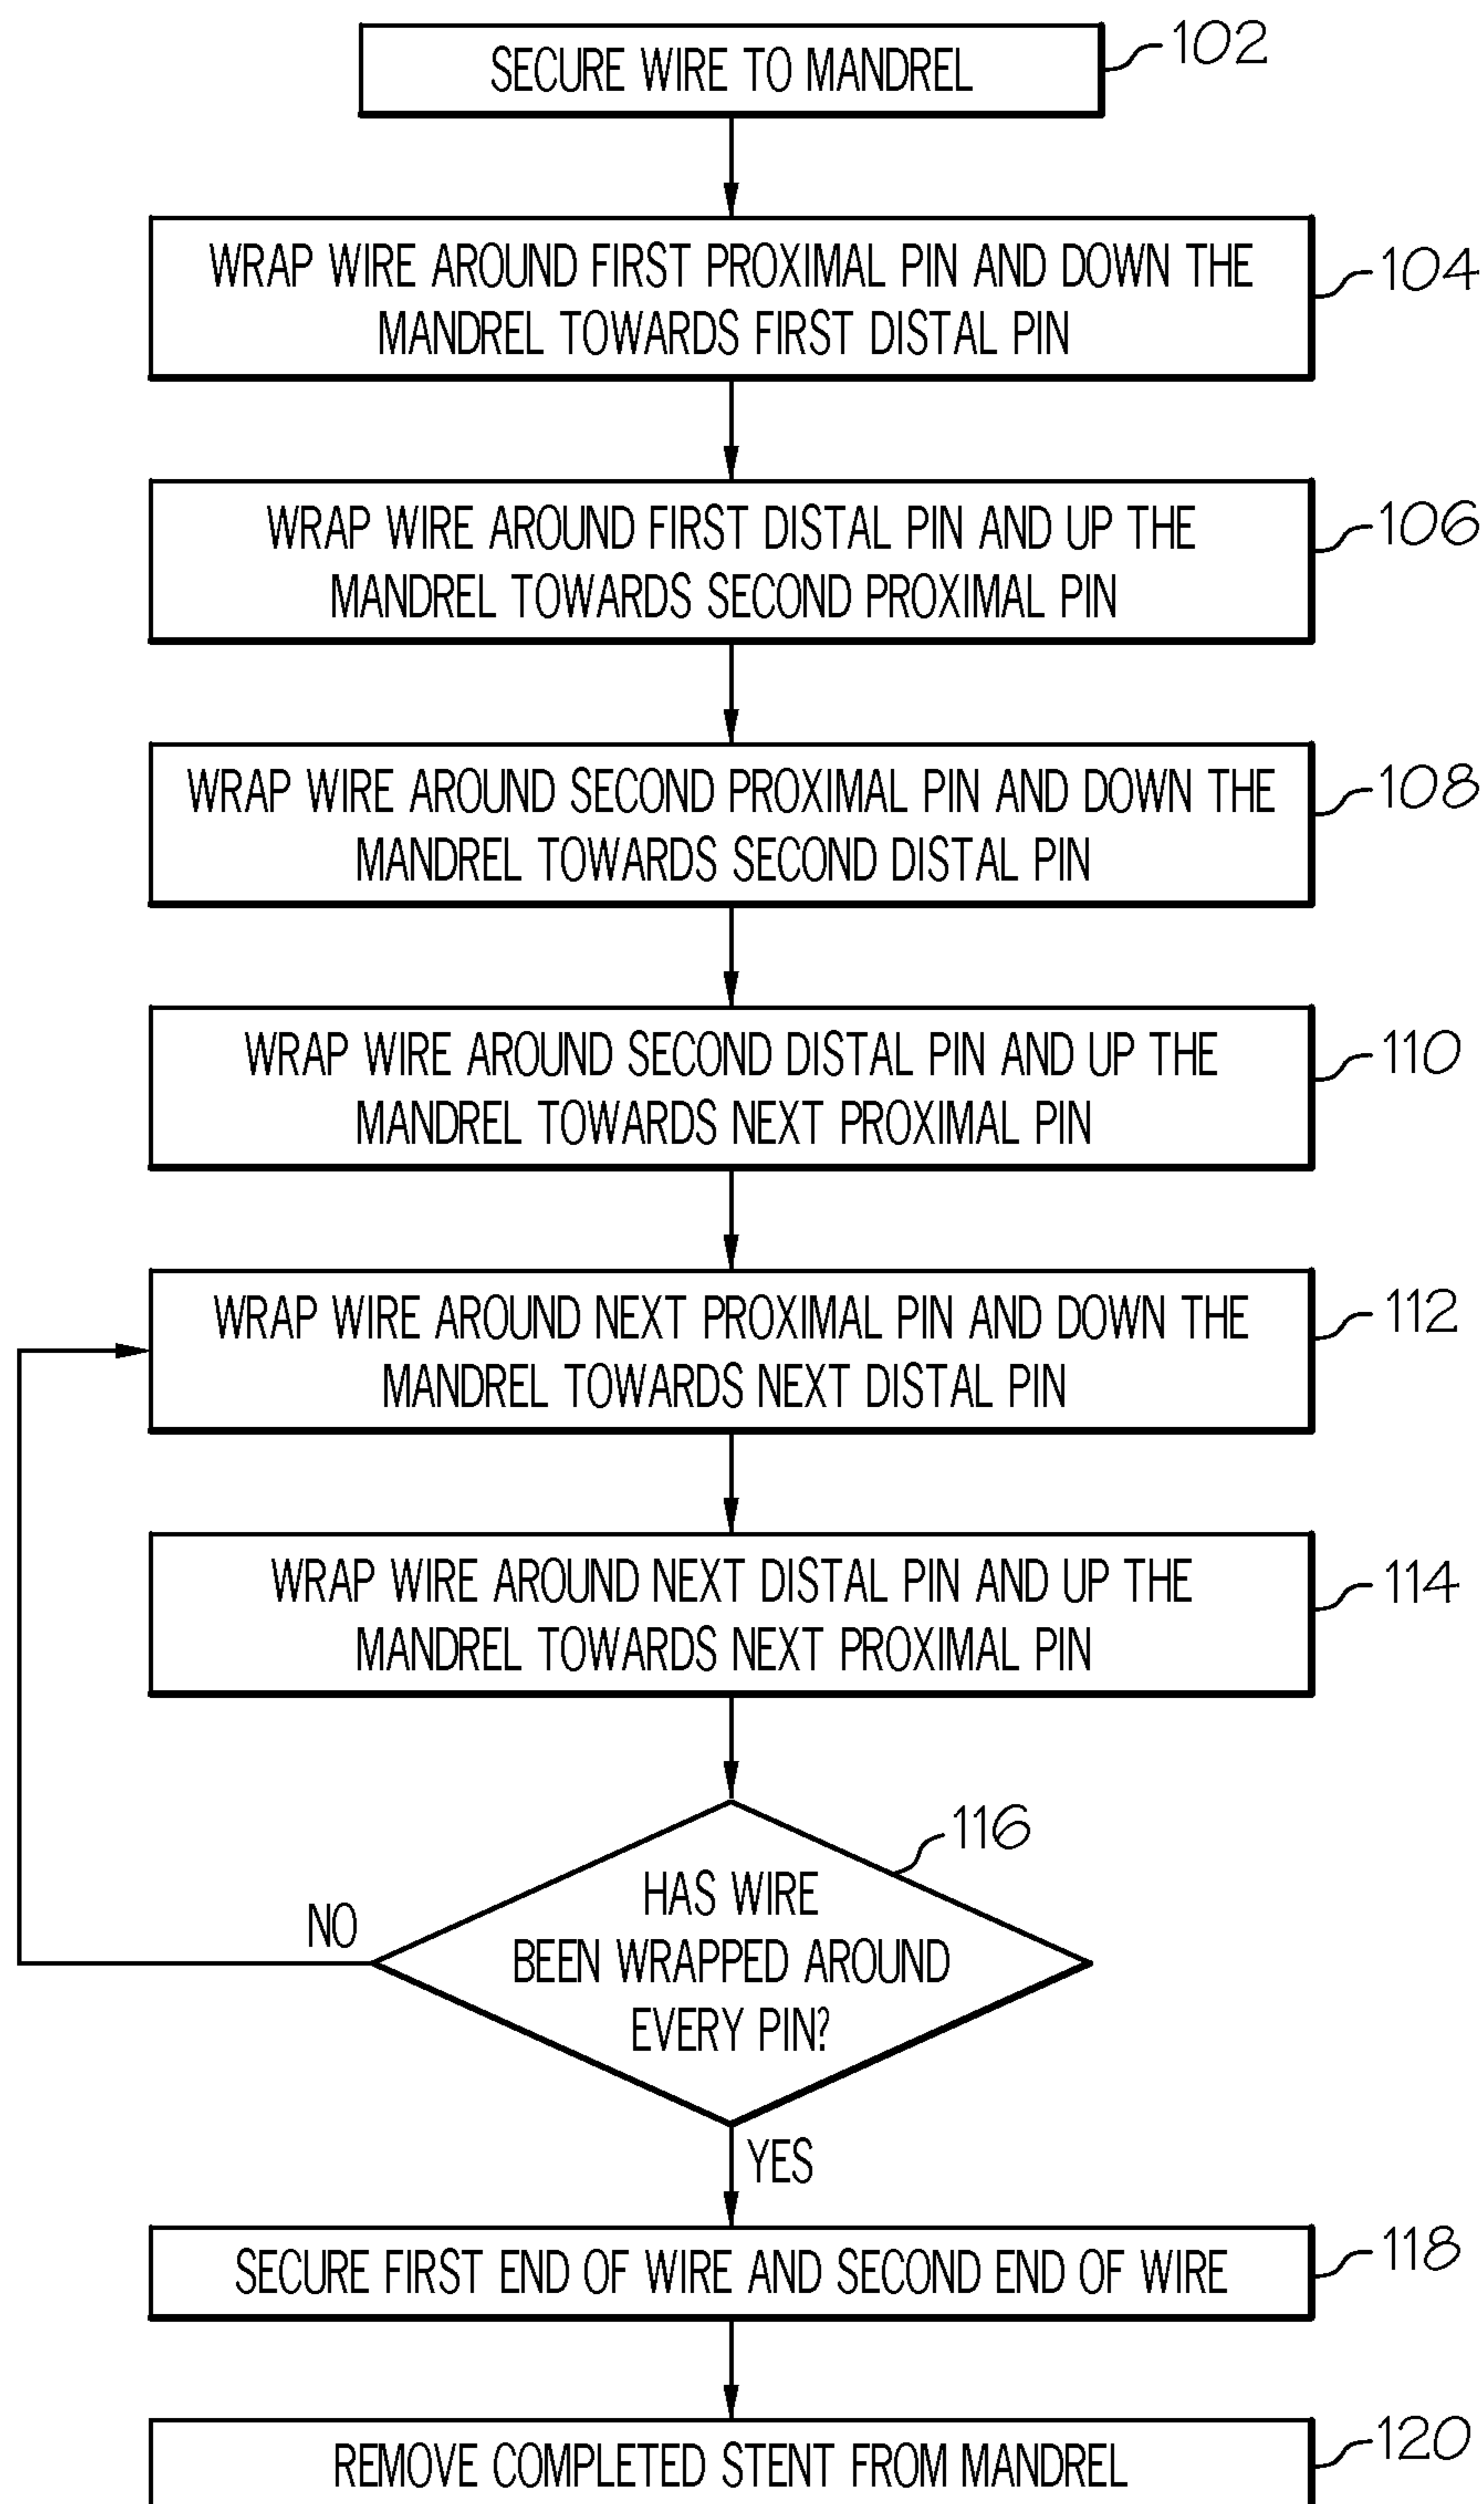 SECURE WIRE TO MANDREL
102
WRAP WIRE AROUND FIRST PROXIMAL PIN AND DOWN THE
MANDREL TOWARDS FIRST DISTAL PIN
104
WRAP WIRE AROUND FIRST DISTAL PIN AND UP THE
MANDREL TOWARDS SECOND PROXIMAL PIN
106
WRAP WIRE AROUND SECOND PROXIMAL PIN AND DOWN THE
MANDREL TOWARDS SECOND DISTAL PIN
108
WRAP WIRE AROUND SECOND DISTAL PIN AND UP THE
MANDREL TOWARDS NEXT PROXIMAL PIN
110
WRAP WIRE AROUND NEXT PROXIMAL PIN AND DOWN THE
MANDREL TOWARDS NEXT DISTAL PIN
112
WRAP WIRE AROUND NEXT DISTAL PIN AND UP THE
MANDREL TOWARDS NEXT PROXIMAL PIN
114
116
HAS WIRE
BEEN WRAPPED AROUND
EVERY PIN?
NO
YES
SECURE FIRST END OF WIRE AND SECOND END OF WIRE
118
REMOVE COMPLETED STENT FROM MANDREL
120